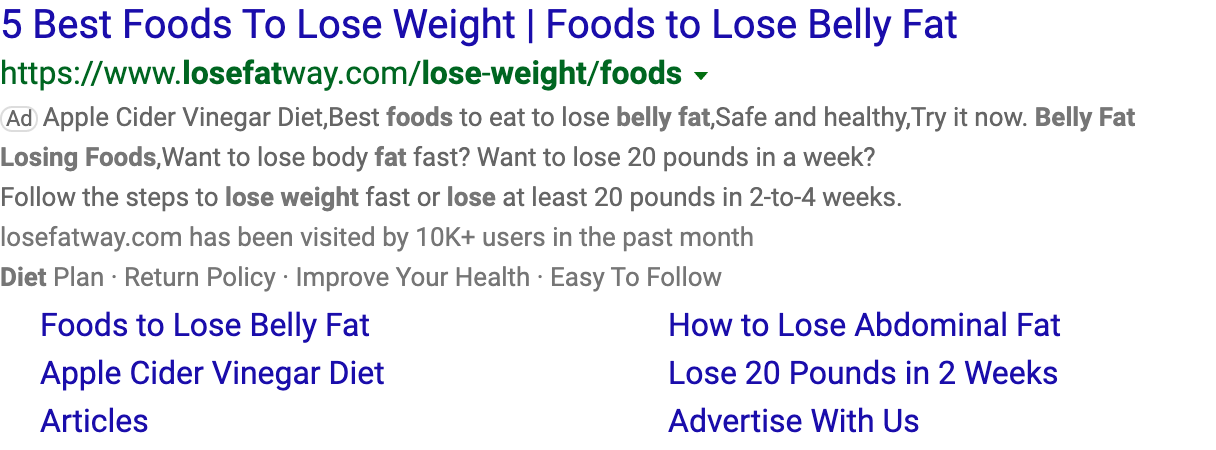 5 Best Foods To Lose Weight | Foods to Lose Belly Fat
https://www.losefatway.com/lose-weight/foods
Ad Apple Cider Vinegar Diet,Best foods to eat to lose belly fat,Safe and healthy,Try it now. Belly Fat
Losing Foods,Want to lose body fat fast? Want to lose 20 pounds in a week?
Follow the steps to lose weight fast or lose at least 20 pounds in 2-to-4 weeks.
losefatway.com has been visited by 10K+ users in the past month
Diet Plan · Return Policy · Improve Your Health · Easy To Follow
Foods to Lose Belly Fat
How to Lose Abdominal Fat
Apple Cider Vinegar Diet
Lose 20 Pounds in 2 Weeks
Articles
Advertise With Us